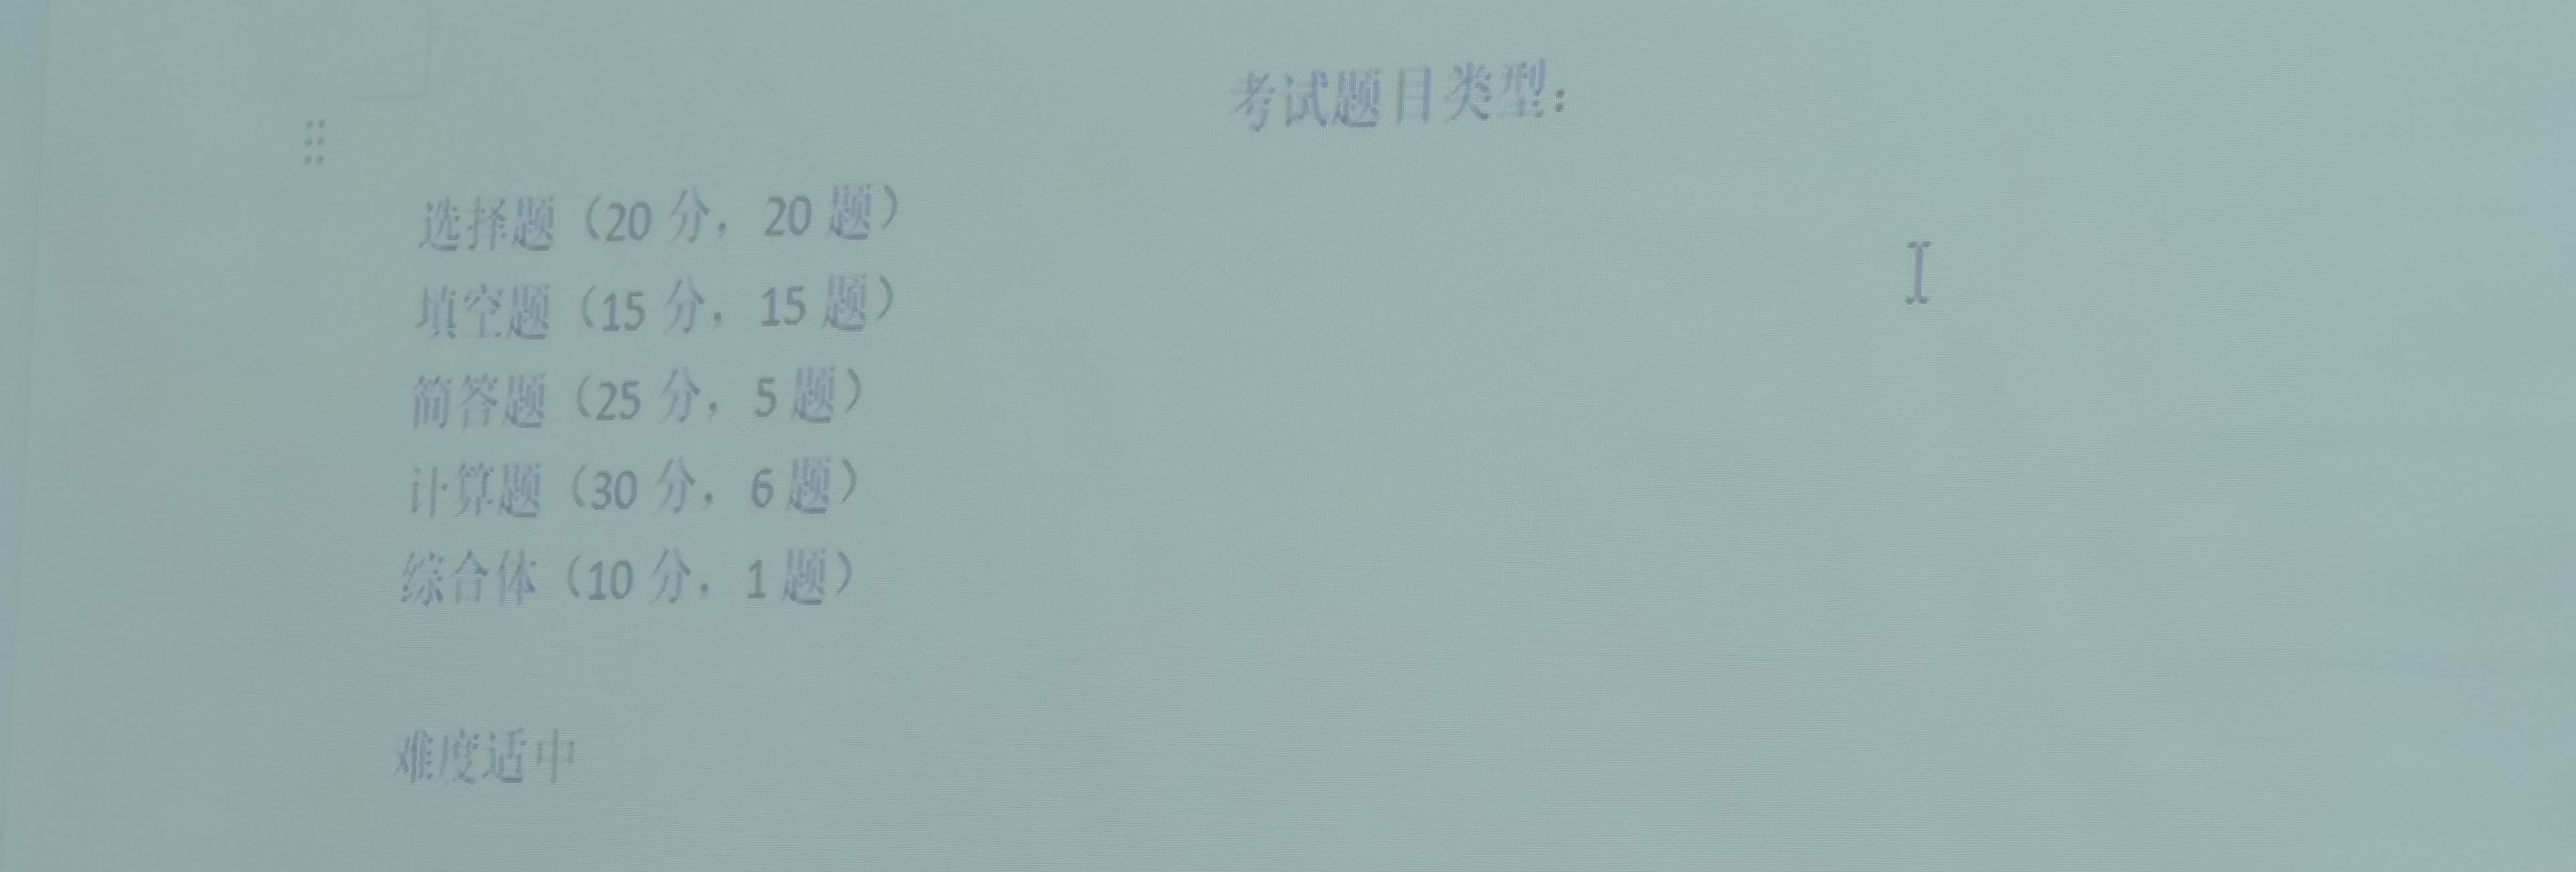 考试题目类型：
选择题（20 分，20 题）
填空题（15 分，15 题）
简答题（25 分，5 题）
计算题（30 分，6 题）
综合体（10 分，1 题）
难度适中